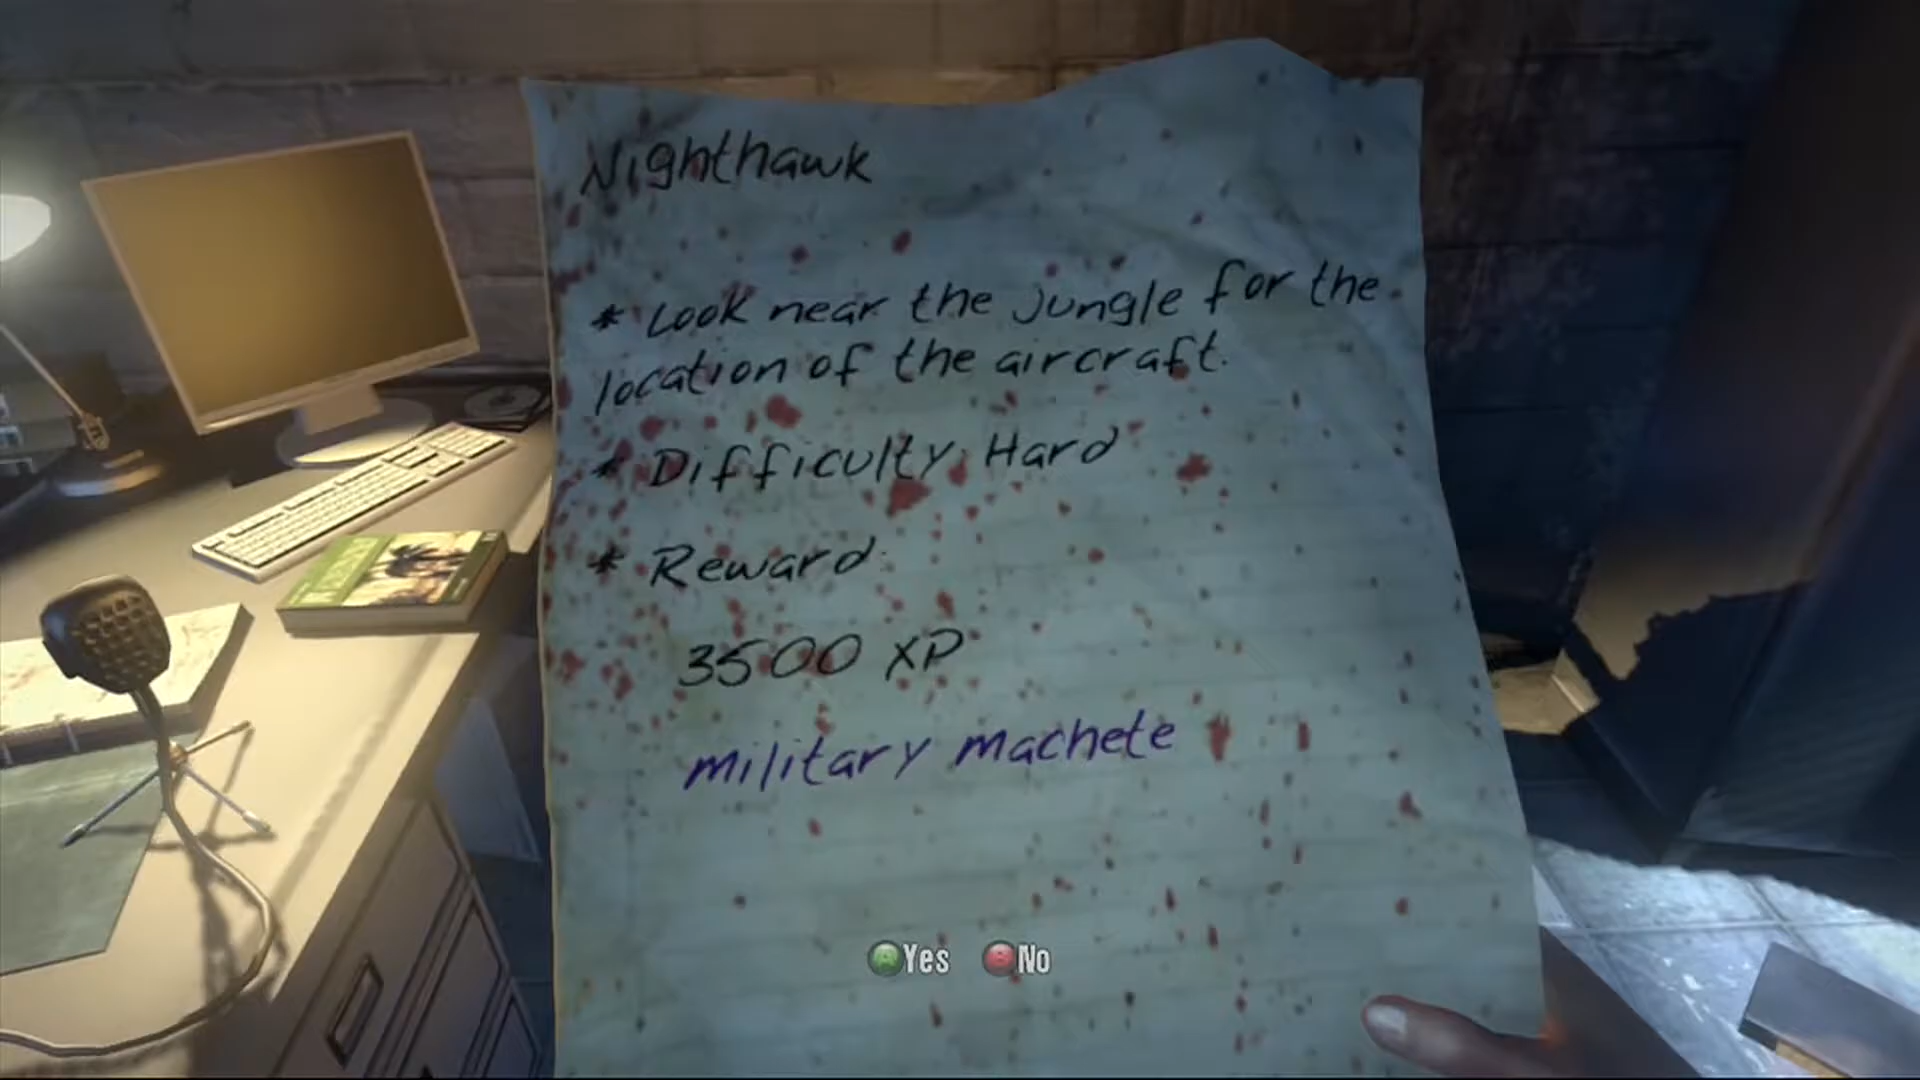 Nighthawk
* Look near the jungle for the
location of the aircraft.
* Difficulty: Hard
* Reward:
3500 XP
military machete
Yes No